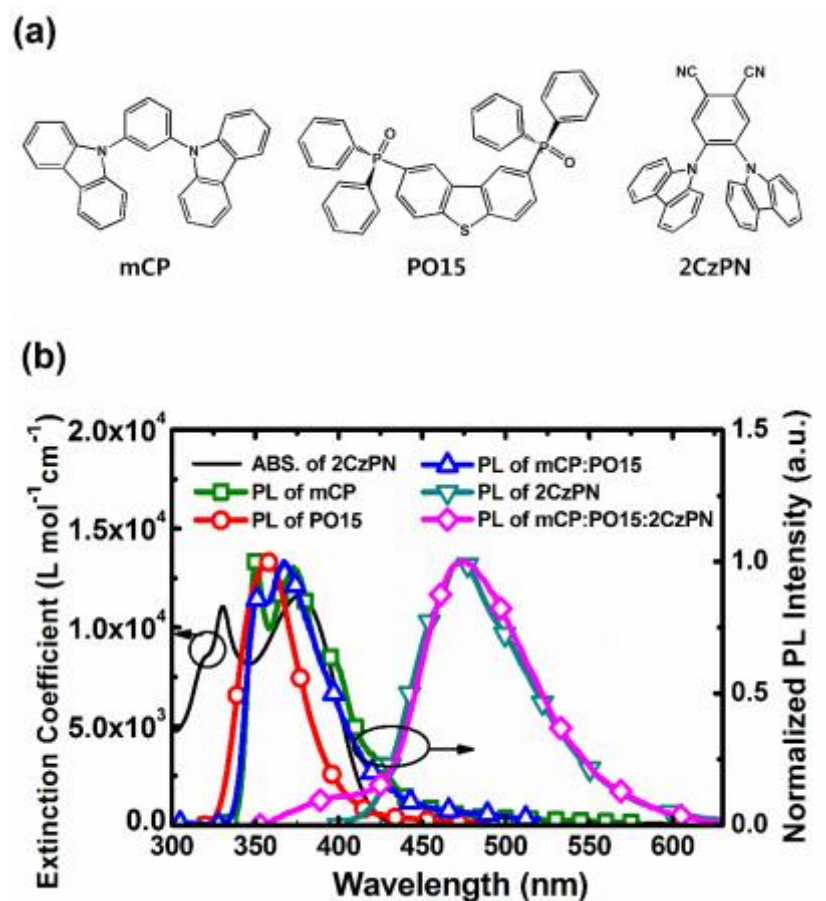 (a)
NC CN
N N
O
P
P
O
S
N N
mCP PO15 2CzPN
(b)
2.0x10⁴
1.5x10⁴
1.0x10⁴
5.0x10³
0.0
Extinction Coefficient (L mol⁻¹cm⁻¹)
ABS. of 2CzPN
PL of mCP
PL of PO15
PL of mCP:PO15
PL of 2CzPN
PL of mCP:PO15:2CzPN
1.5
1.0
0.5
0.0
Normalized PL Intensity (a.u.)
300 350 400 450 500 550 600
Wavelength (nm)